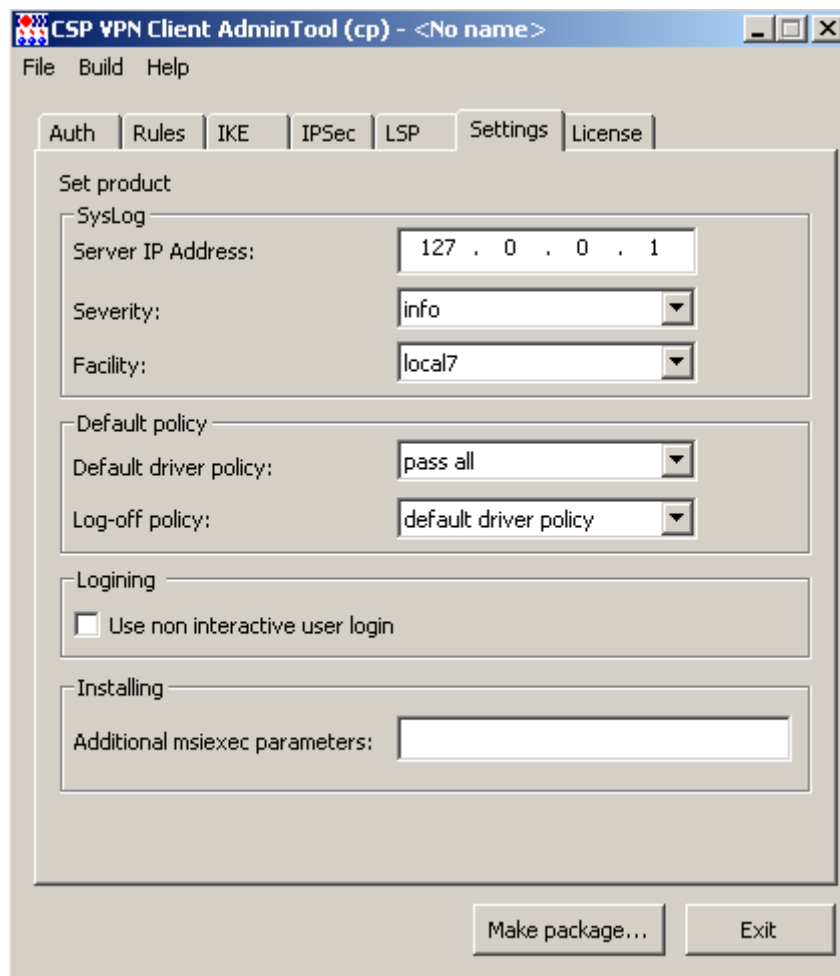 CSP VPN Client AdminTool (cp) - <No name>
File Build Help
Auth Rules IKE IPSec LSP Settings License
Set product
SysLog
Server IP Address: 127 . 0 . 0 . 1
Severity: info
Facility: local7
Default policy
Default driver policy: pass all
Log-off policy: default driver policy
Logining
Use non interactive user login
Installing
Additional msiexec parameters:
Make package... Exit